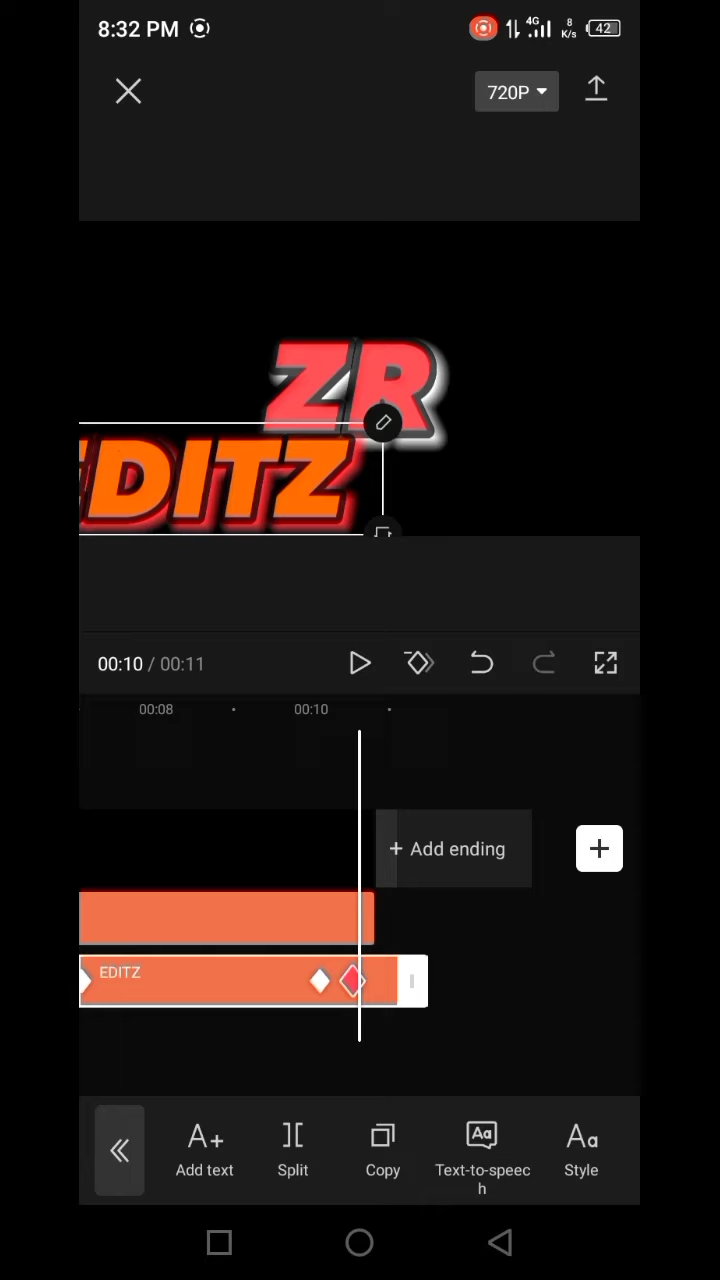 8:32 PM
4G
8
K/s
42
720P
ZR
EDITZ
00:10 / 00:11
00:08
00:10
+ Add ending
EDITZ
Add text
Split
Copy
Text-to-speec
h
Style